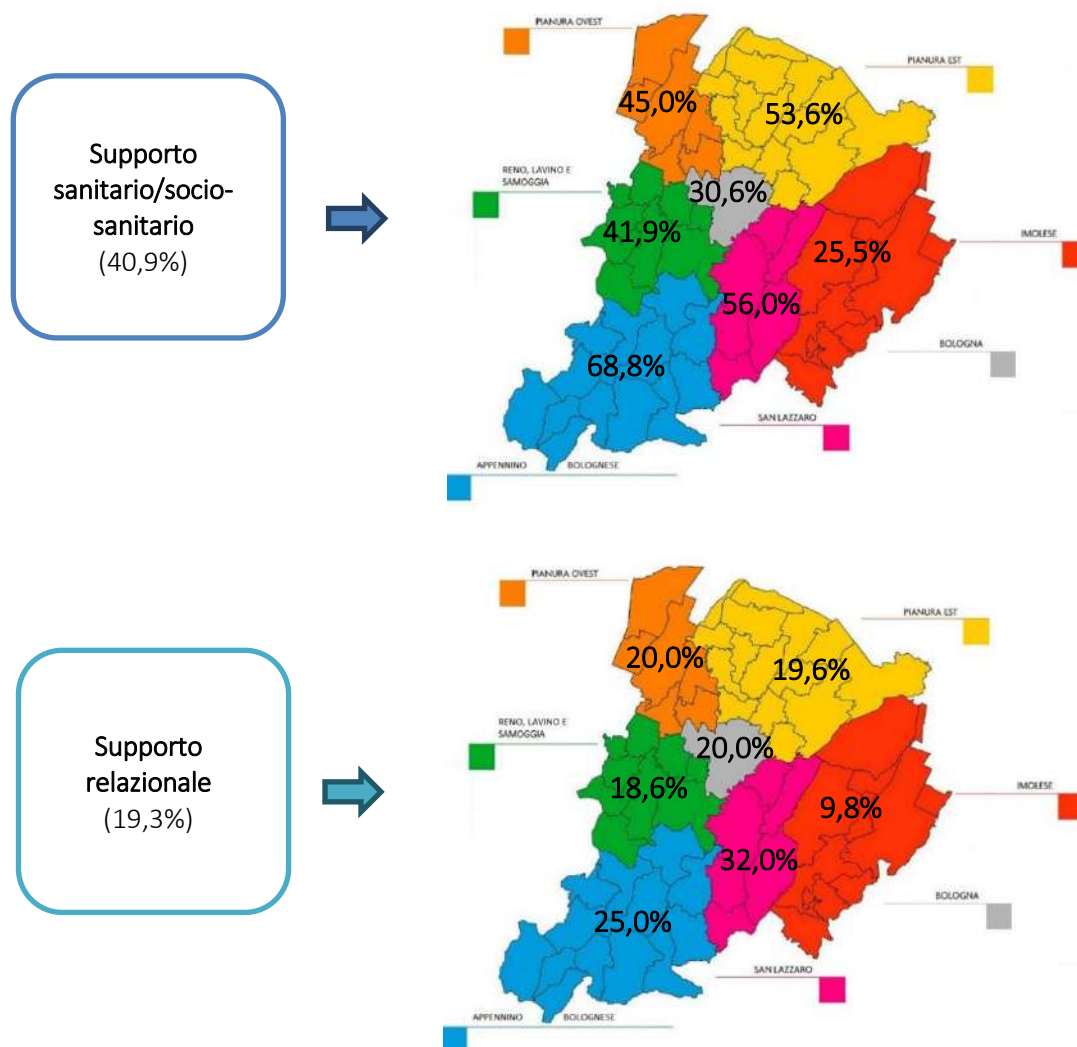 PIANURA OVEST
PIANURA EST
45,0%
53,6%
Supporto
sanitario/socio-
sanitario
(40,9%)
RENO, LAVINO E
SAMOGGIA
30,6%
41,9%
25,5%
IMOLESE
56,0%
BOLOGNA
68,8%
SAN LAZZARO
APPENNINO BOLOGNESE
PIANURA OVEST
PIANURA EST
20,0%
19,6%
Supporto
relazionale
(19,3%)
RENO, LAVINO E
SAMOGGIA
20,0%
18,6%
9,8%
IMOLESE
32,0%
BOLOGNA
25,0%
SAN LAZZARO
APPENNINO BOLOGNESE